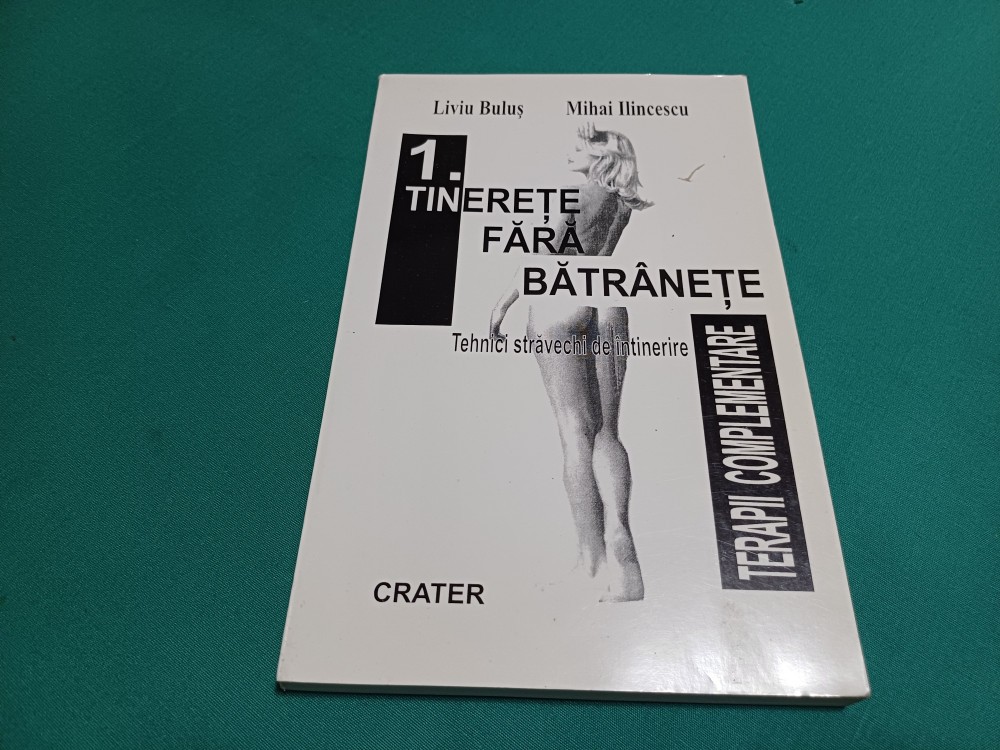 Liviu Buluș Mihai Ilincescu
1.
TINEREȚE
FĂRĂ
BĂTRÂNEȚE
Tehnici străvechi de întinerire
TERAPII COMPLEMENTARE
CRATER